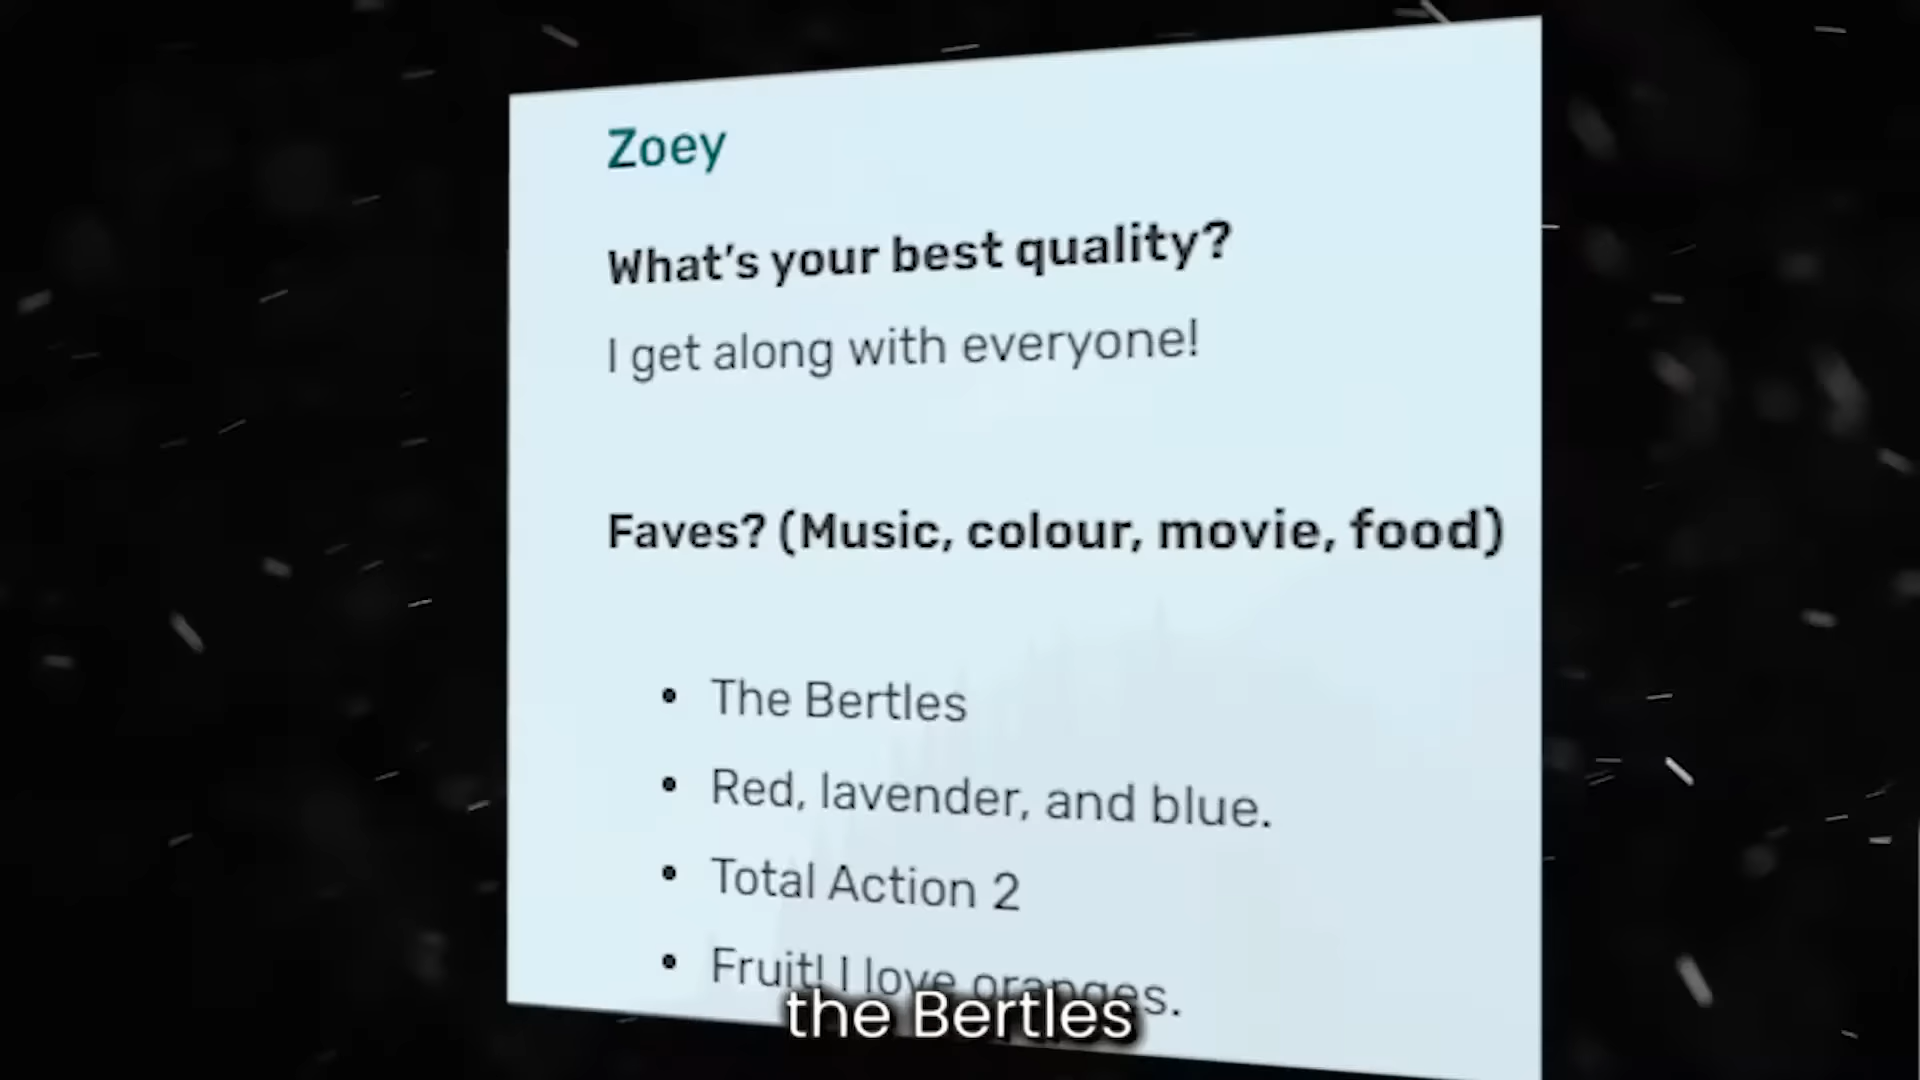 Zoey
What's your best quality?
I get along with everyone!
Faves? (Music, colour, movie, food)
• The Bertles
• Red, lavender, and blue.
• Total Action 2
• Fruit! I love oranges.
the Bertles